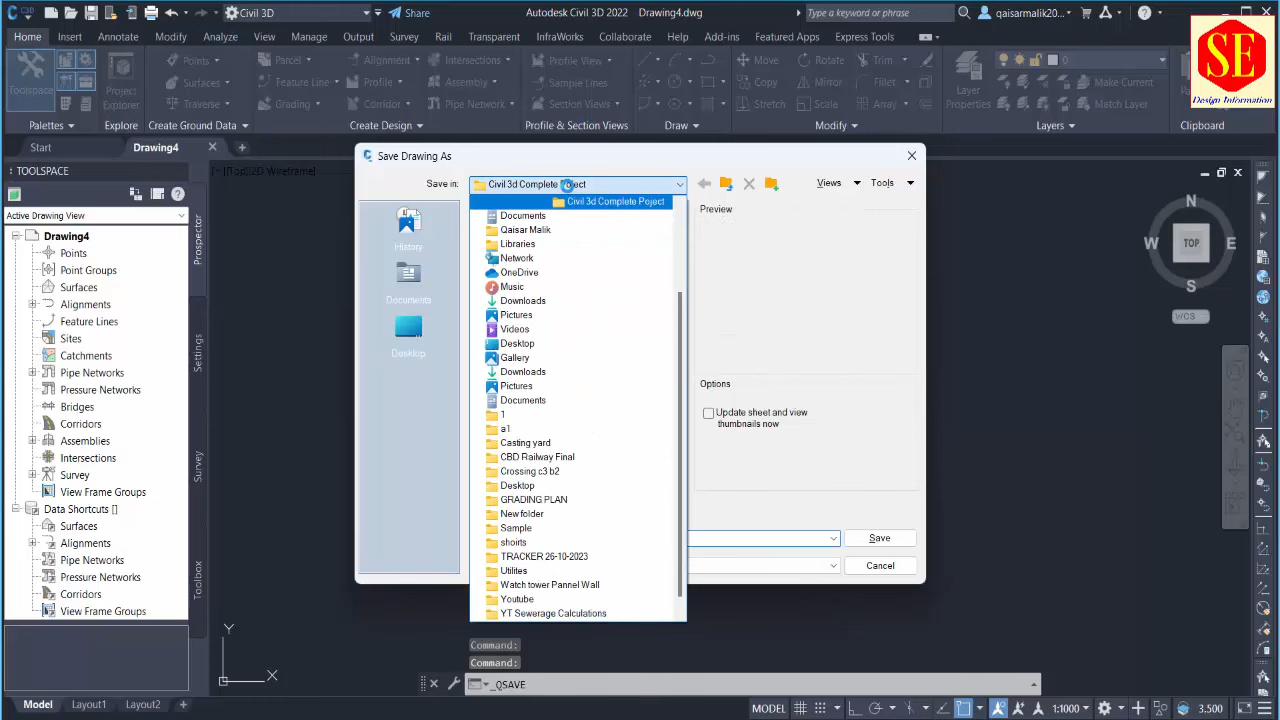 C3D
Civil 3D
Share
Autodesk Civil 3D 2022 Drawing4.dwg
Type a keyword or phrase
qaisarmalik20...
Home Insert Annotate Modify Analyze View Manage Output Survey Rail Transparent InfraWorks Collaborate Help Add-ins Featured Apps Express Tools
SE
Design Information
Toolspace
Project Explorer
Points
Surfaces
Traverse
Parcel
Feature Line
Grading
Alignment
Profile
Corridor
Intersections
Assembly
Pipe Network
Profile View
Sample Lines
Section Views
Move
Copy
Stretch
Rotate
Mirror
Scale
Trim
Fillet
Array
Layer Properties
0
Make Current
Match Layer
Palettes
Explore
Create Ground Data
Create Design
Profile & Section Views
Draw
Modify
Layers
Clipboard
Start
Drawing4
[-][Top][2D Wireframe]
TOOLSPACE
Active Drawing View
Drawing4
Points
Point Groups
Surfaces
Alignments
Feature Lines
Sites
Catchments
Pipe Networks
Pressure Networks
Bridges
Corridors
Assemblies
Intersections
Survey
View Frame Groups
Data Shortcuts []
Surfaces
Alignments
Pipe Networks
Pressure Networks
Corridors
View Frame Groups
Prospector
Settings
Survey
Toolbox
Save Drawing As
Save in:
Civil 3d Complete Poject
Views
Tools
History
Documents
Desktop
Civil 3d Complete Poject
Documents
Qaisar Malik
Libraries
Network
OneDrive
Music
Downloads
Pictures
Videos
Desktop
Gallery
Downloads
Pictures
Documents
1
a1
Casting yard
CBD Railway Final
Crossing c3 b2
Desktop
GRADING PLAN
New folder
Sample
shoirts
TRACKER 26-10-2023
Utilites
Watch tower Pannel Wall
Youtube
YT Sewerage Calculations
Preview
Options
Update sheet and view
thumbnails now
Save
Cancel
N
W
TOP
E
S
WCS
Y
X
Command:
Command:
_QSAVE
Model Layout1 Layout2
MODEL
1:1000
3.500